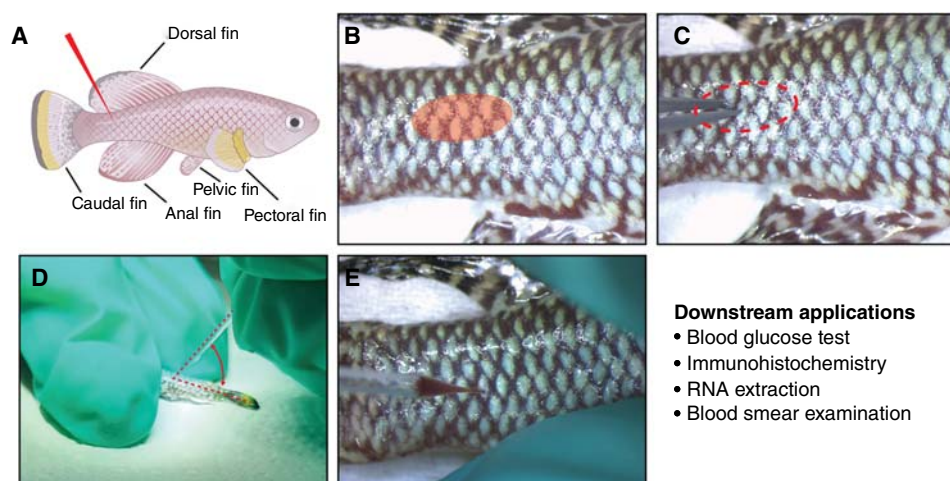 A
Dorsal fin
Caudal fin
Anal fin
Pelvic fin
Pectoral fin
B
C
D
E
Downstream applications
• Blood glucose test
• Immunohistochemistry
• RNA extraction
• Blood smear examination